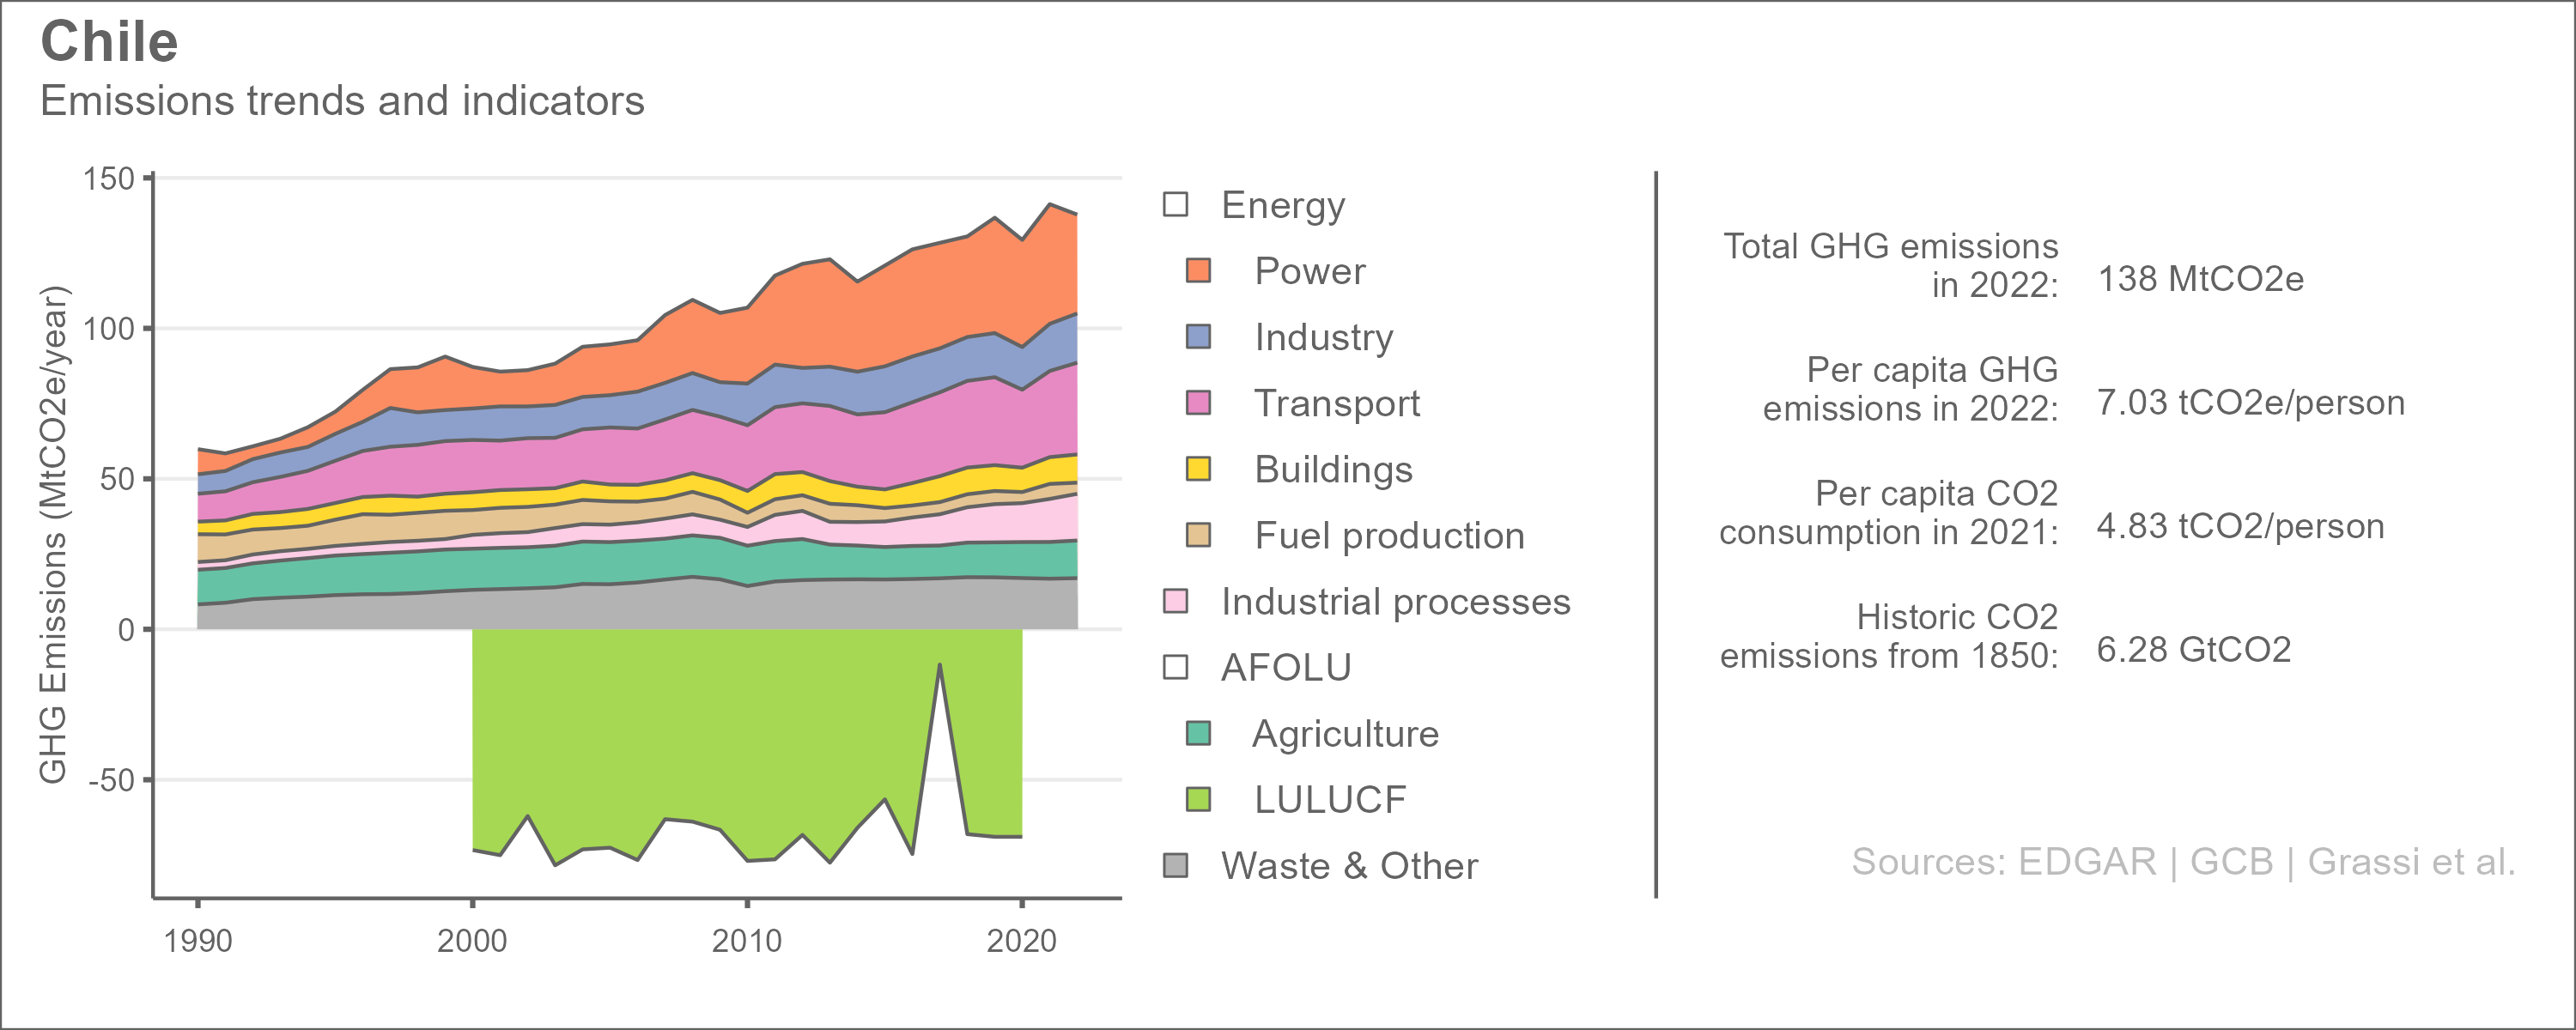 Chile
Emissions trends and indicators
GHG Emissions (MtCO2e/year)
150
100
50
0
-50
1990
2000
2010
2020
Energy
Power
Industry
Transport
Buildings
Fuel production
Industrial processes
AFOLU
Agriculture
LULUCF
Waste & Other
Total GHG emissions
in 2022:
138 MtCO2e
Per capita GHG
emissions in 2022:
7.03 tCO2e/person
Per capita CO2
consumption in 2021:
4.83 tCO2/person
Historic CO2
emissions from 1850:
6.28 GtCO2
Sources: EDGAR | GCB | Grassi et al.